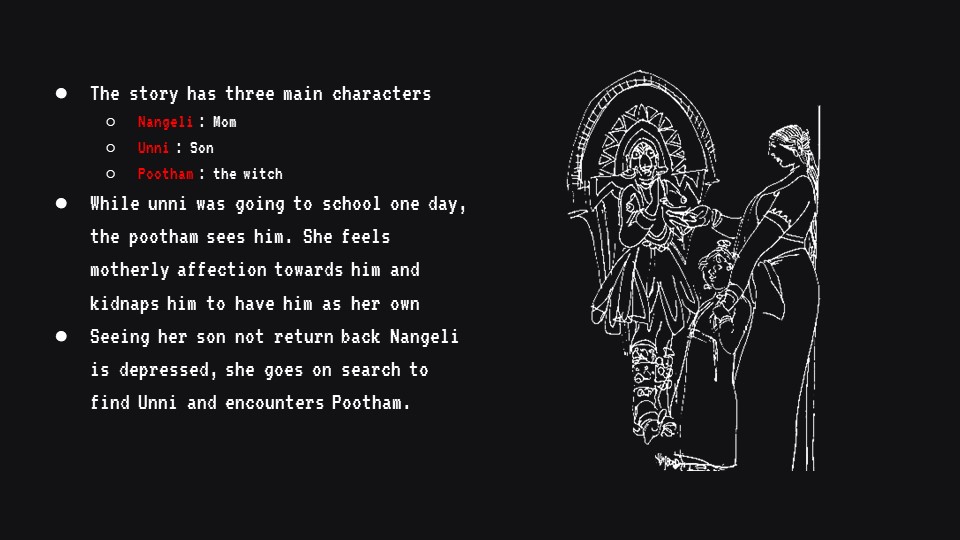 ● The story has three main characters
○ Nangeli : Mom
○ Unni : Son
○ Pootham : the witch
● While unni was going to school one day,
the pootham sees him. She feels
motherly affection towards him and
kidnaps him to have him as her own
● Seeing her son not return back Nangeli
is depressed, she goes on search to
find Unni and encounters Pootham.